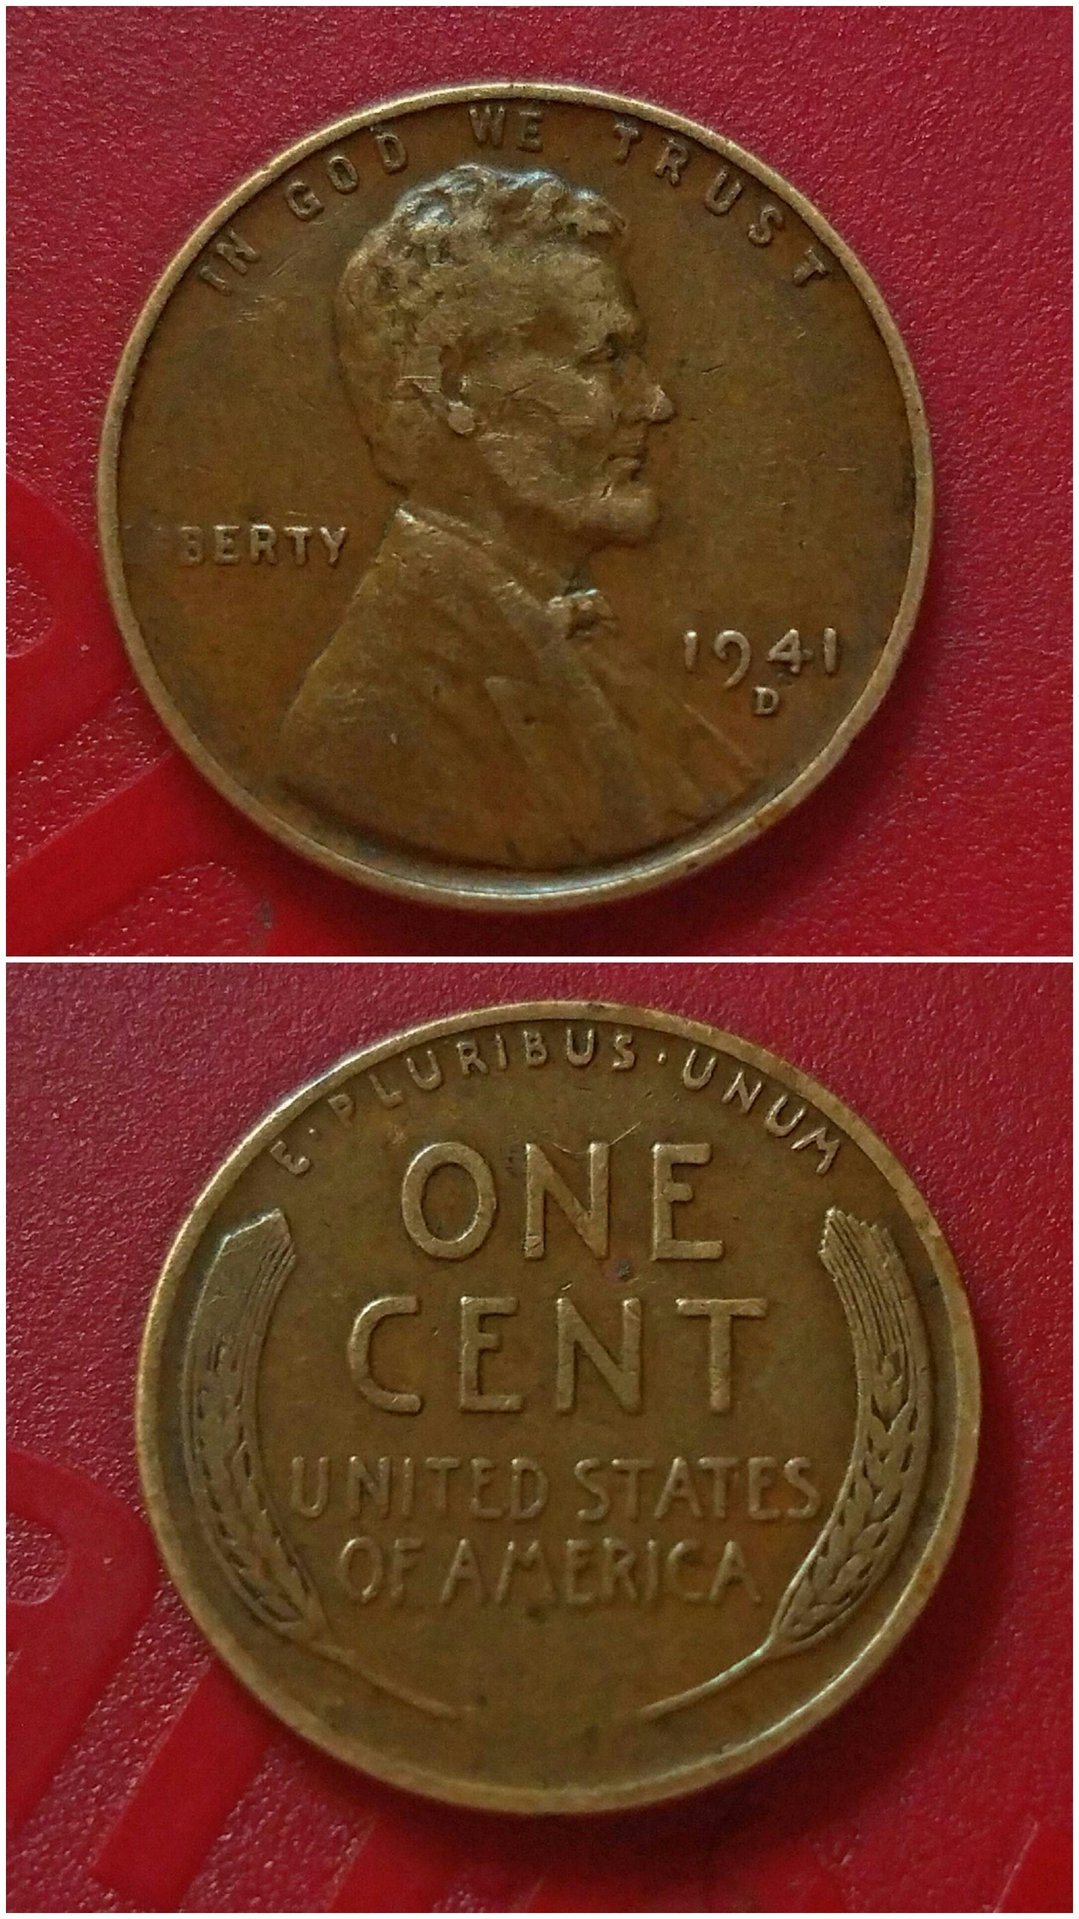 IN GOD WE TRUST
BERTY
1941
D
E · PLURIBUS · UNUM
ONE
CENT
UNITED STATES
OF AMERICA